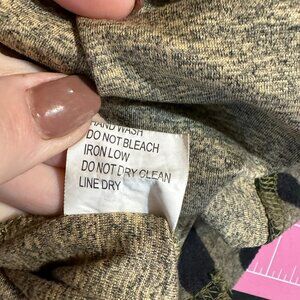 HAND WASH
DO NOT BLEACH
IRON LOW
DO NOT DRY CLEAN
LINE DRY